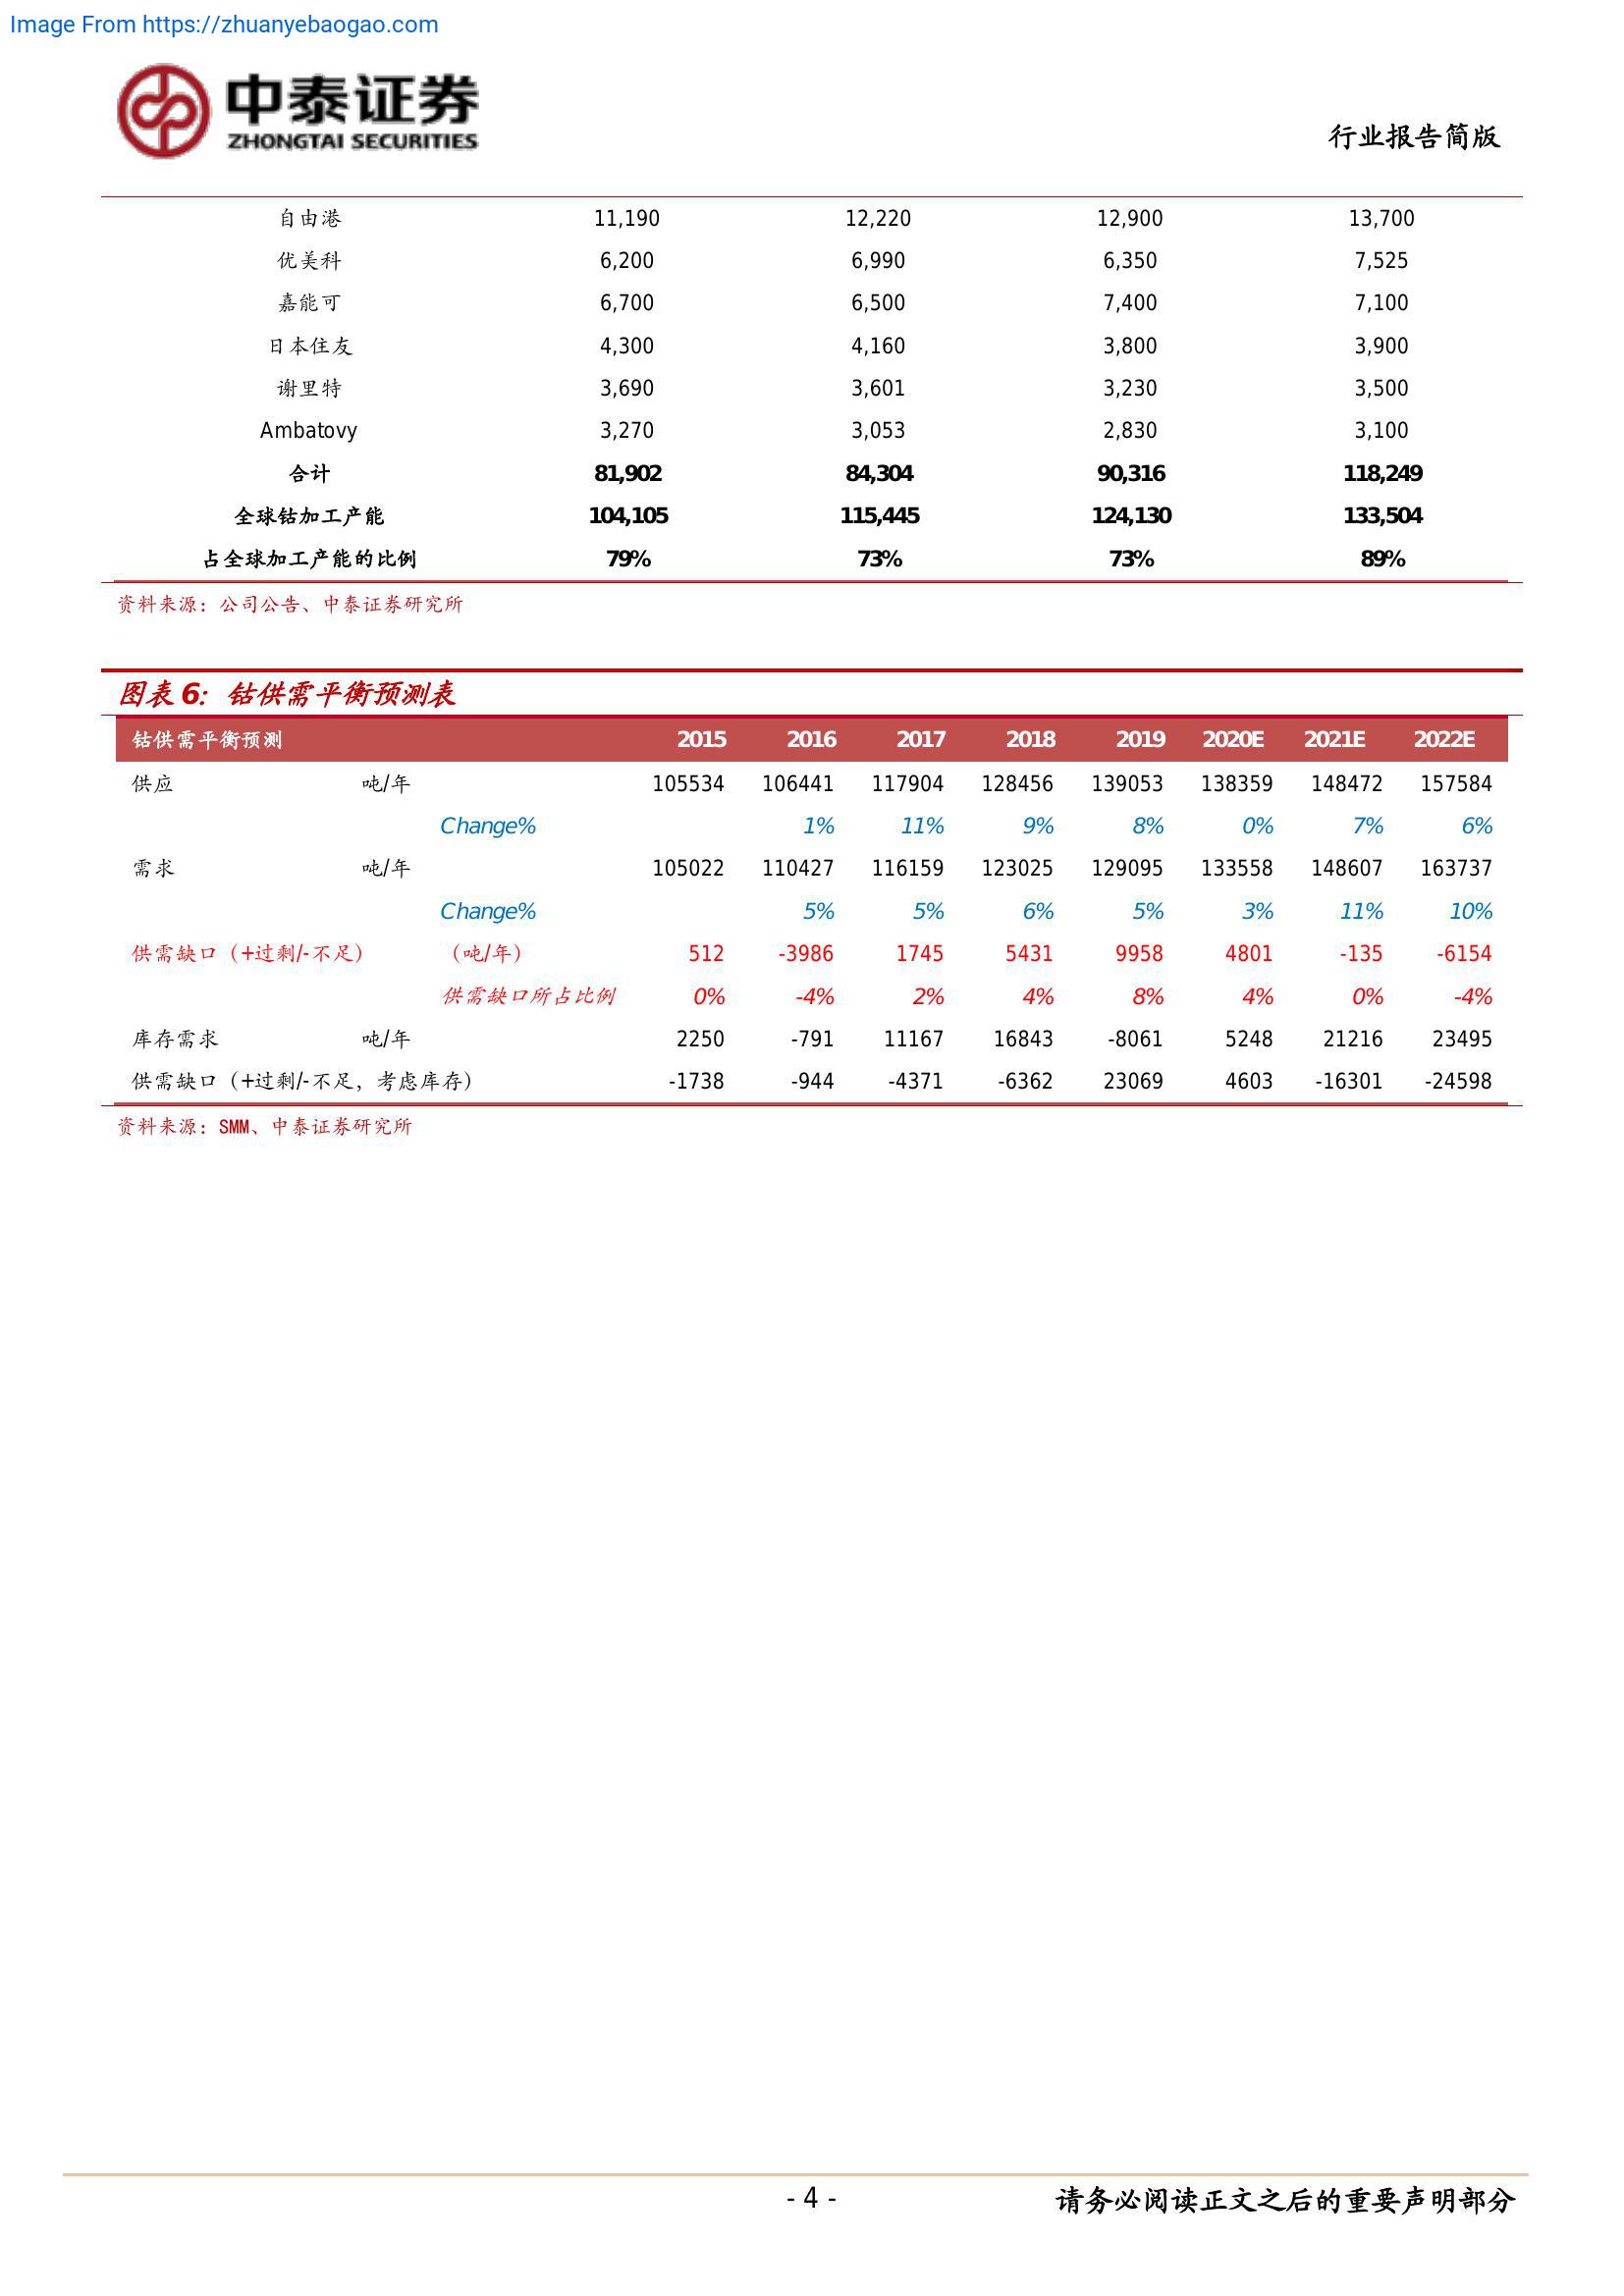 Image From https://zhuanyebaogao.com
中泰证券
ZHONGTAI SECURITIES
行业报告简版
自由港 11,190 12,220 12,900 13,700
优美科 6,200 6,990 6,350 7,525
嘉能可 6,700 6,500 7,400 7,100
日本住友 4,300 4,160 3,800 3,900
谢里特 3,690 3,601 3,230 3,500
Ambatovy 3,270 3,053 2,830 3,100
合计 81,902 84,304 90,316 118,249
全球钴加工产能 104,105 115,445 124,130 133,504
占全球加工产能的比例 79% 73% 73% 89%
资料来源：公司公告、中泰证券研究所
图表 6：钴供需平衡预测表
钴供需平衡预测 2015 2016 2017 2018 2019 2020E 2021E 2022E
供应 吨/年 105534 106441 117904 128456 139053 138359 148472 157584
Change% 1% 11% 9% 8% 0% 7% 6%
需求 吨/年 105022 110427 116159 123025 129095 133558 148607 163737
Change% 5% 5% 6% 5% 3% 11% 10%
供需缺口（+过剩/-不足） （吨/年） 512 -3986 1745 5431 9958 4801 -135 -6154
供需缺口所占比例 0% -4% 2% 4% 8% 4% 0% -4%
库存需求 吨/年 2250 -791 11167 16843 -8061 5248 21216 23495
供需缺口（+过剩/-不足，考虑库存） -1738 -944 -4371 -6362 23069 4603 -16301 -24598
资料来源：SMM、中泰证券研究所
- 4 -
请务必阅读正文之后的重要声明部分